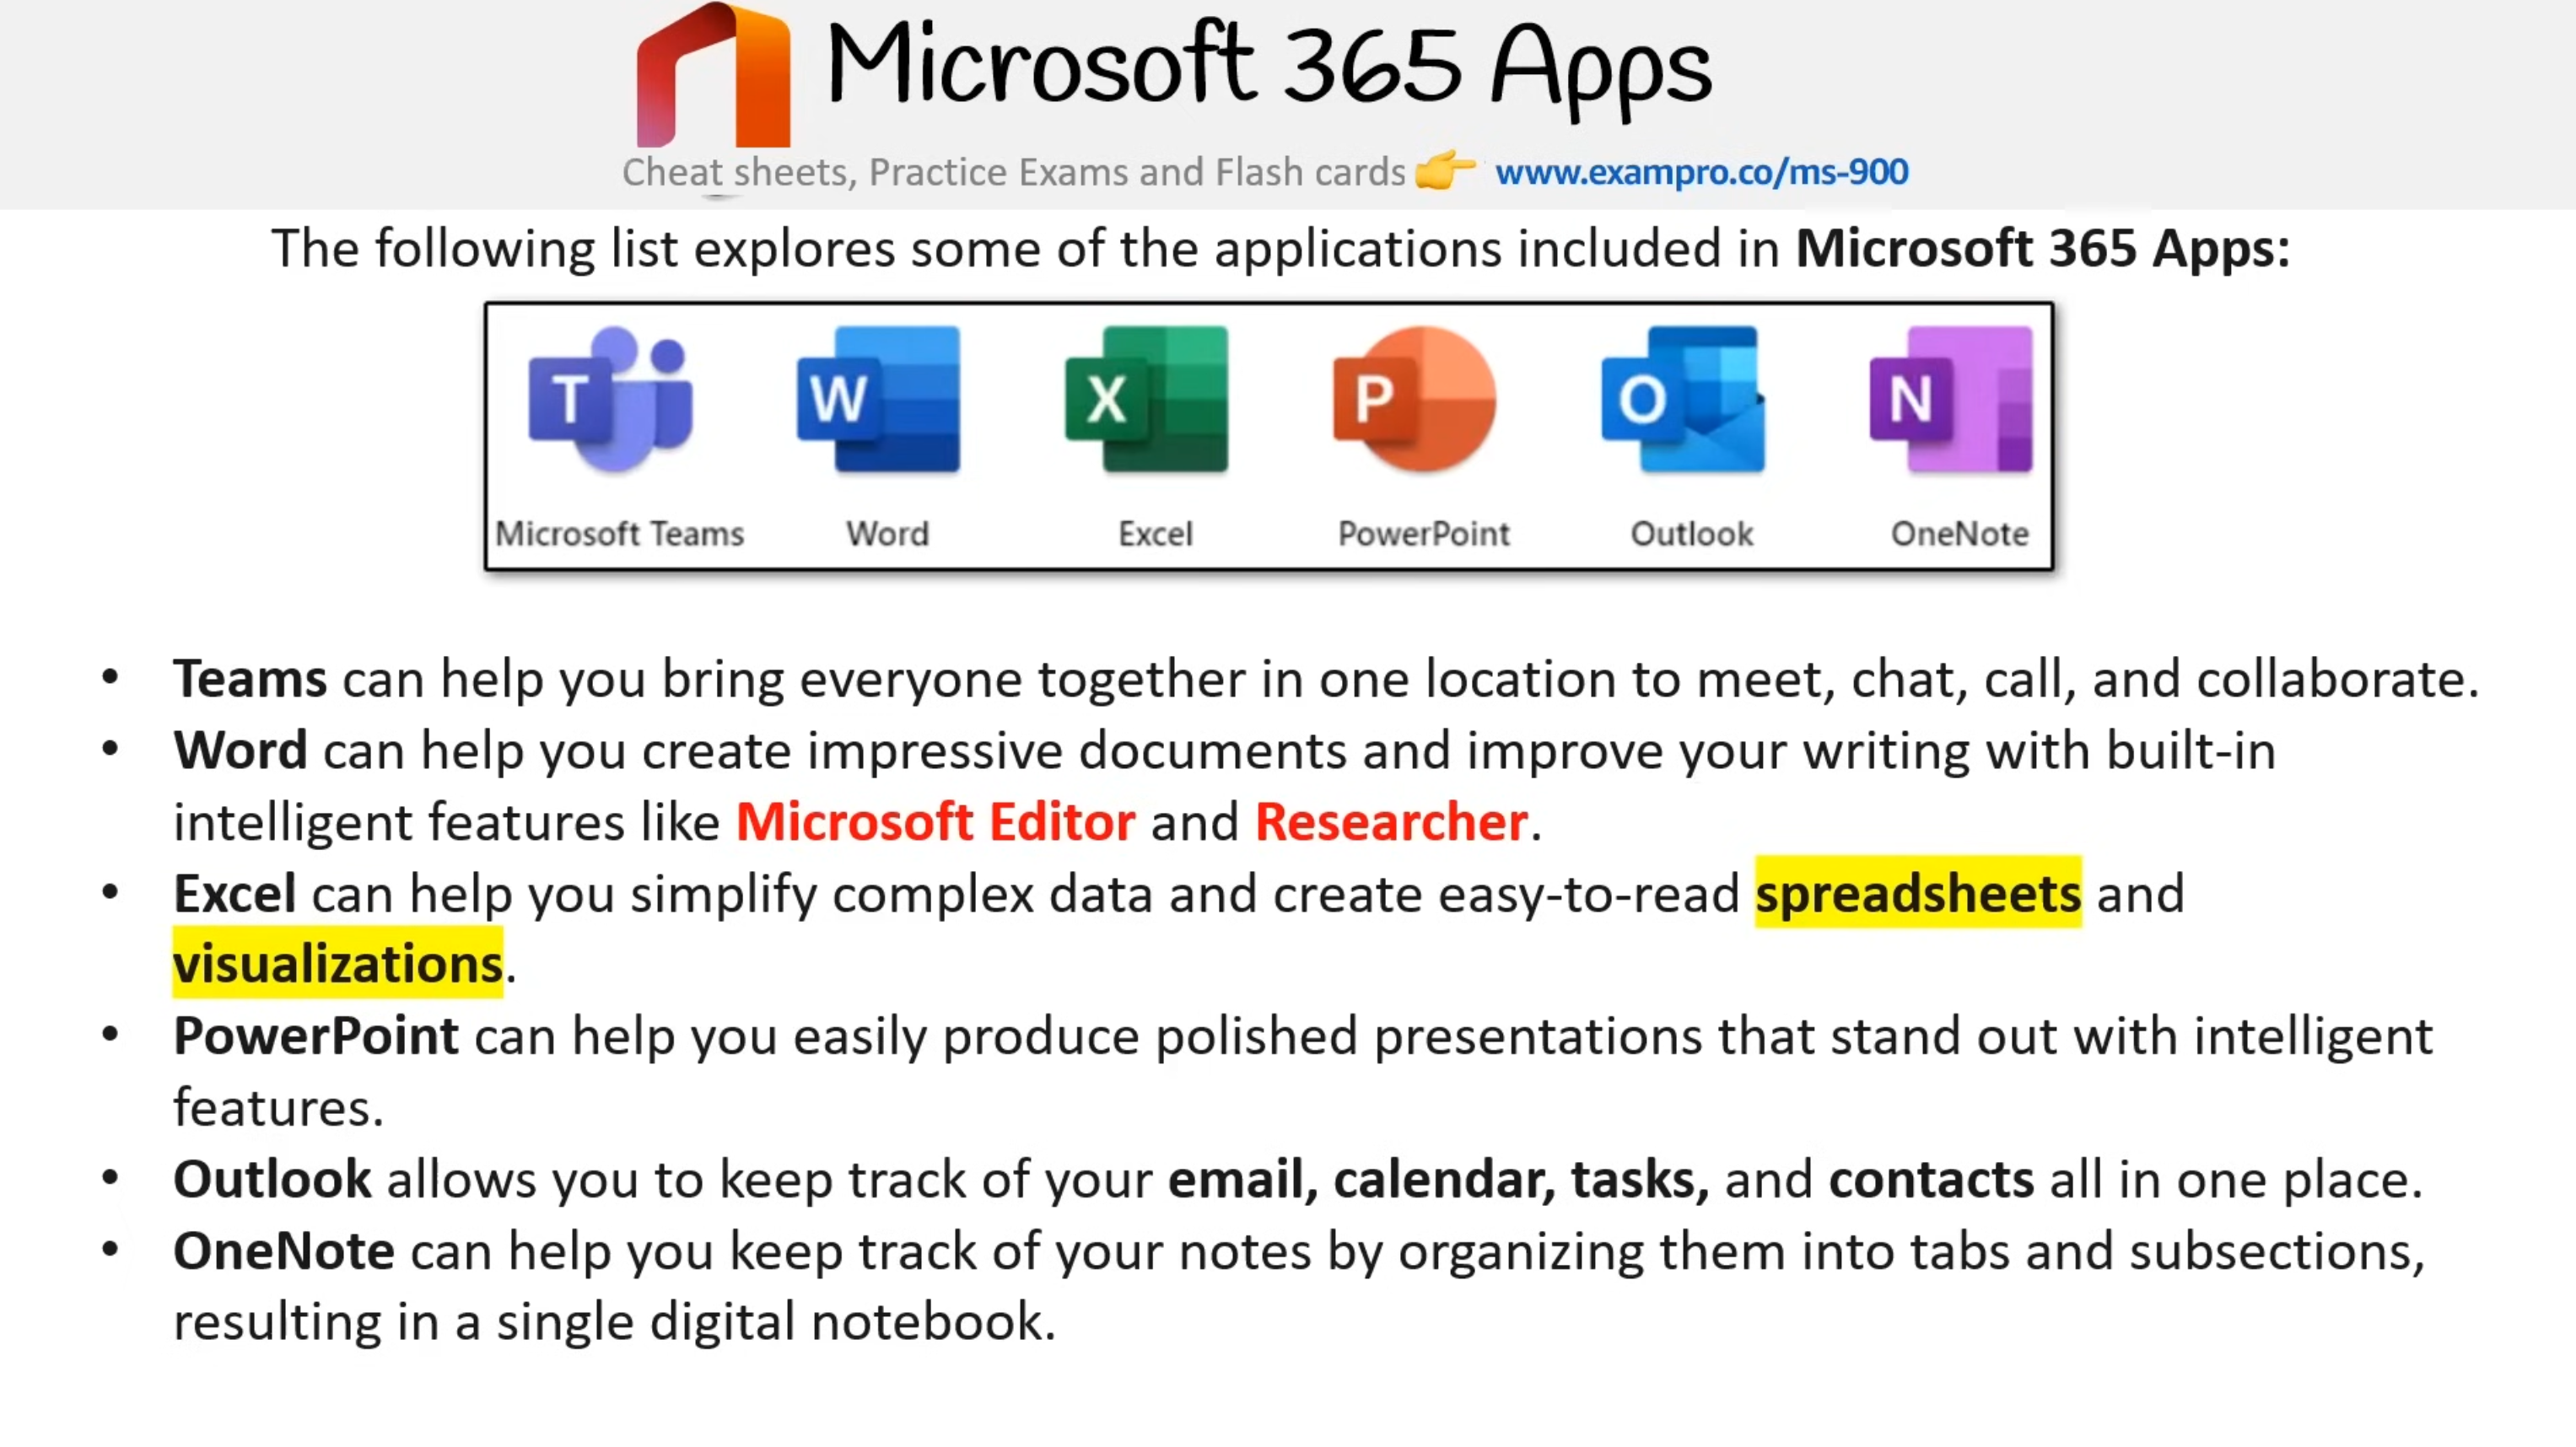 Microsoft 365 Apps
Cheat sheets, Practice Exams and Flash cards 👉 www.exampro.co/ms-900
The following list explores some of the applications included in Microsoft 365 Apps:
T W X P O N
Microsoft Teams Word Excel PowerPoint Outlook OneNote
• Teams can help you bring everyone together in one location to meet, chat, call, and collaborate.
• Word can help you create impressive documents and improve your writing with built-in
intelligent features like Microsoft Editor and Researcher.
• Excel can help you simplify complex data and create easy-to-read spreadsheets and
visualizations.
• PowerPoint can help you easily produce polished presentations that stand out with intelligent
features.
• Outlook allows you to keep track of your email, calendar, tasks, and contacts all in one place.
• OneNote can help you keep track of your notes by organizing them into tabs and subsections,
resulting in a single digital notebook.